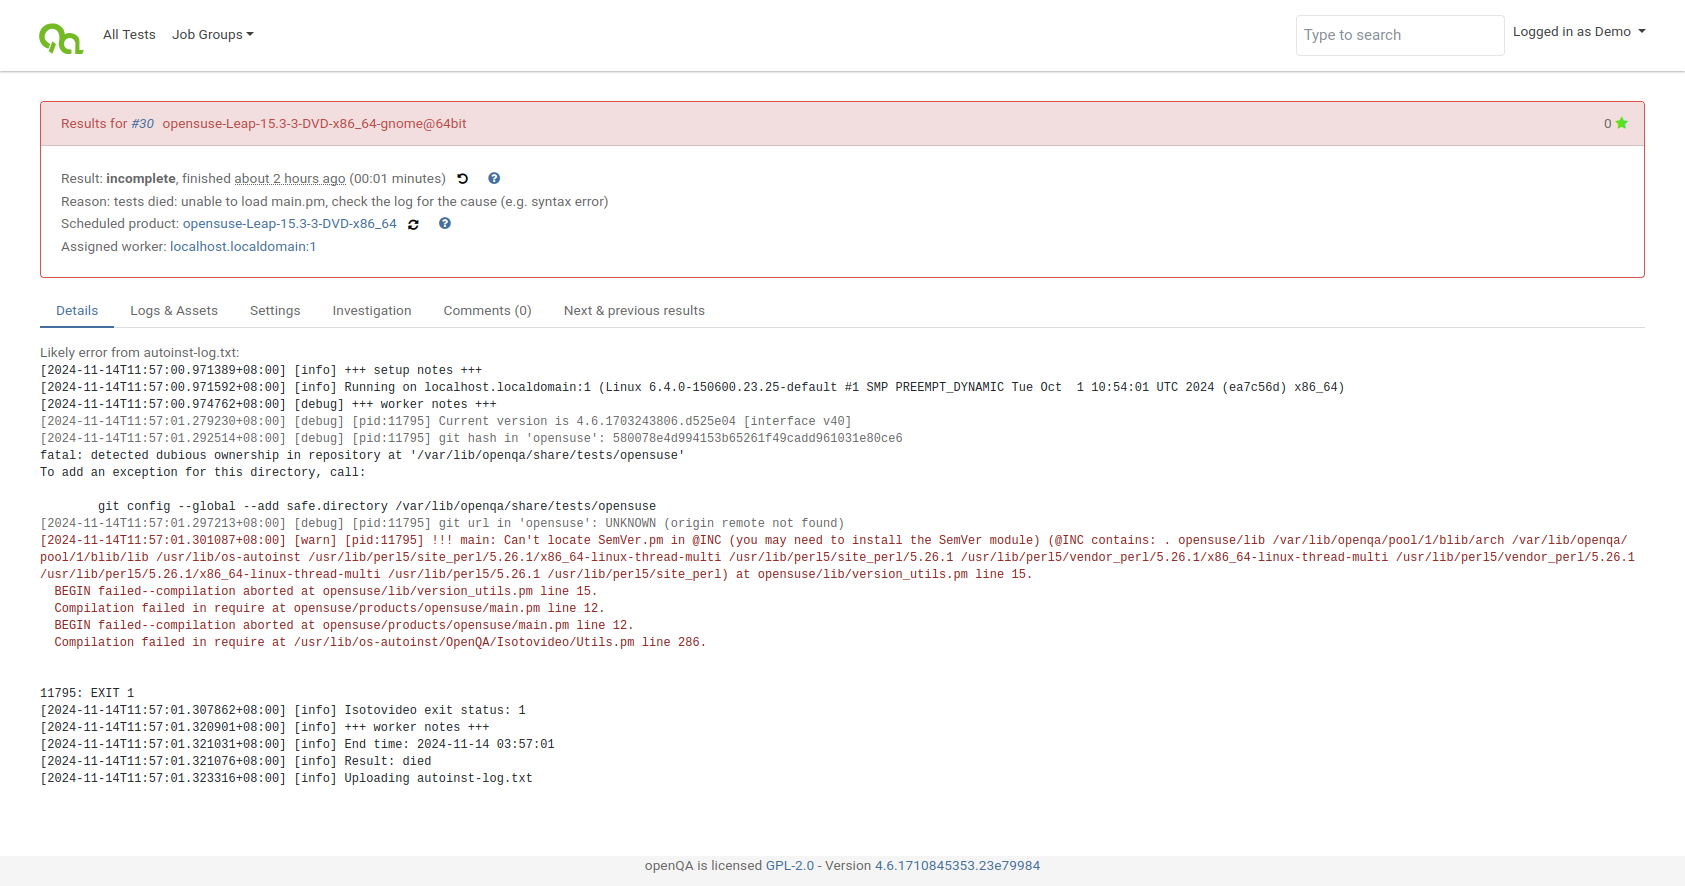 All Tests Job Groups Type to search Logged in as Demo
Results for #30 opensuse-Leap-15.3-3-DVD-x86_64-gnome@64bit 0
Result: incomplete, finished about 2 hours ago (00:01 minutes)
Reason: tests died: unable to load main.pm, check the log for the cause (e.g. syntax error)
Scheduled product: opensuse-Leap-15.3-3-DVD-x86_64
Assigned worker: localhost.localdomain:1
Details Logs & Assets Settings Investigation Comments (0) Next & previous results
Likely error from autoinst-log.txt:
[2024-11-14T11:57:00.971389+08:00] [info] +++ setup notes +++
[2024-11-14T11:57:00.971592+08:00] [info] Running on localhost.localdomain:1 (Linux 6.4.0-150600.23.25-default #1 SMP PREEMPT_DYNAMIC Tue Oct  1 10:54:01 UTC 2024 (ea7c56d) x86_64)
[2024-11-14T11:57:00.974762+08:00] [debug] +++ worker notes +++
[2024-11-14T11:57:01.279230+08:00] [debug] [pid:11795] Current version is 4.6.1703243806.d525e04 [interface v40]
[2024-11-14T11:57:01.292514+08:00] [debug] [pid:11795] git hash in 'opensuse': 580078e4d994153b65261f49cadd961031e80ce6
fatal: detected dubious ownership in repository at '/var/lib/openqa/share/tests/opensuse'
To add an exception for this directory, call:
git config --global --add safe.directory /var/lib/openqa/share/tests/opensuse
[2024-11-14T11:57:01.297213+08:00] [debug] [pid:11795] git url in 'opensuse': UNKNOWN (origin remote not found)
[2024-11-14T11:57:01.301087+08:00] [warn] [pid:11795] !!! main: Can't locate SemVer.pm in @INC (you may need to install the SemVer module) (@INC contains: . opensuse/lib /var/lib/openqa/pool/1/blib/arch /var/lib/openqa/
pool/1/blib/lib /usr/lib/os-autoinst /usr/lib/perl5/site_perl/5.26.1/x86_64-linux-thread-multi /usr/lib/perl5/site_perl/5.26.1 /usr/lib/perl5/vendor_perl/5.26.1/x86_64-linux-thread-multi /usr/lib/perl5/vendor_perl/5.26.1
/usr/lib/perl5/5.26.1/x86_64-linux-thread-multi /usr/lib/perl5/5.26.1 /usr/lib/perl5/site_perl) at opensuse/lib/version_utils.pm line 15.
BEGIN failed--compilation aborted at opensuse/lib/version_utils.pm line 15.
Compilation failed in require at opensuse/products/opensuse/main.pm line 12.
BEGIN failed--compilation aborted at opensuse/products/opensuse/main.pm line 12.
Compilation failed in require at /usr/lib/os-autoinst/OpenQA/Isotovideo/Utils.pm line 286.
11795: EXIT 1
[2024-11-14T11:57:01.307862+08:00] [info] Isotovideo exit status: 1
[2024-11-14T11:57:01.320901+08:00] [info] +++ worker notes +++
[2024-11-14T11:57:01.321031+08:00] [info] End time: 2024-11-14 03:57:01
[2024-11-14T11:57:01.321076+08:00] [info] Result: died
[2024-11-14T11:57:01.323316+08:00] [info] Uploading autoinst-log.txt
openQA is licensed GPL-2.0 - Version 4.6.1710845353.23e79984